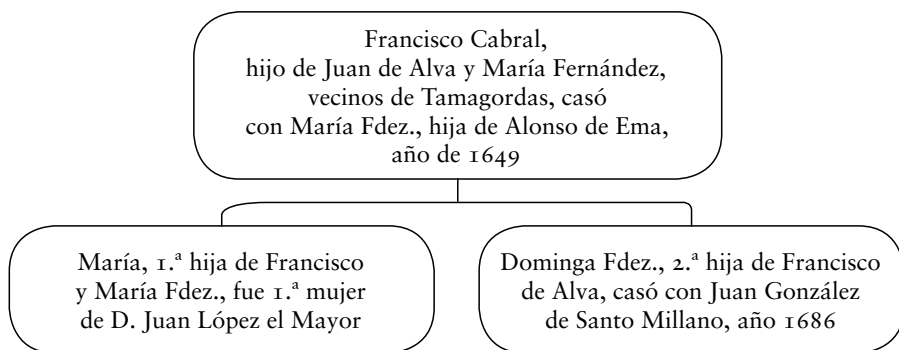 Francisco Cabral,
hijo de Juan de Alva y María Fernández,
vecinos de Tamagordas, casó
con María Fdez., hija de Alonso de Ema,
año de 1649
María, 1.ª hija de Francisco
y María Fdez., fue 1.ª mujer
de D. Juan López el Mayor
Dominga Fdez., 2.ª hija de Francisco
de Alva, casó con Juan González
de Santo Millano, año 1686